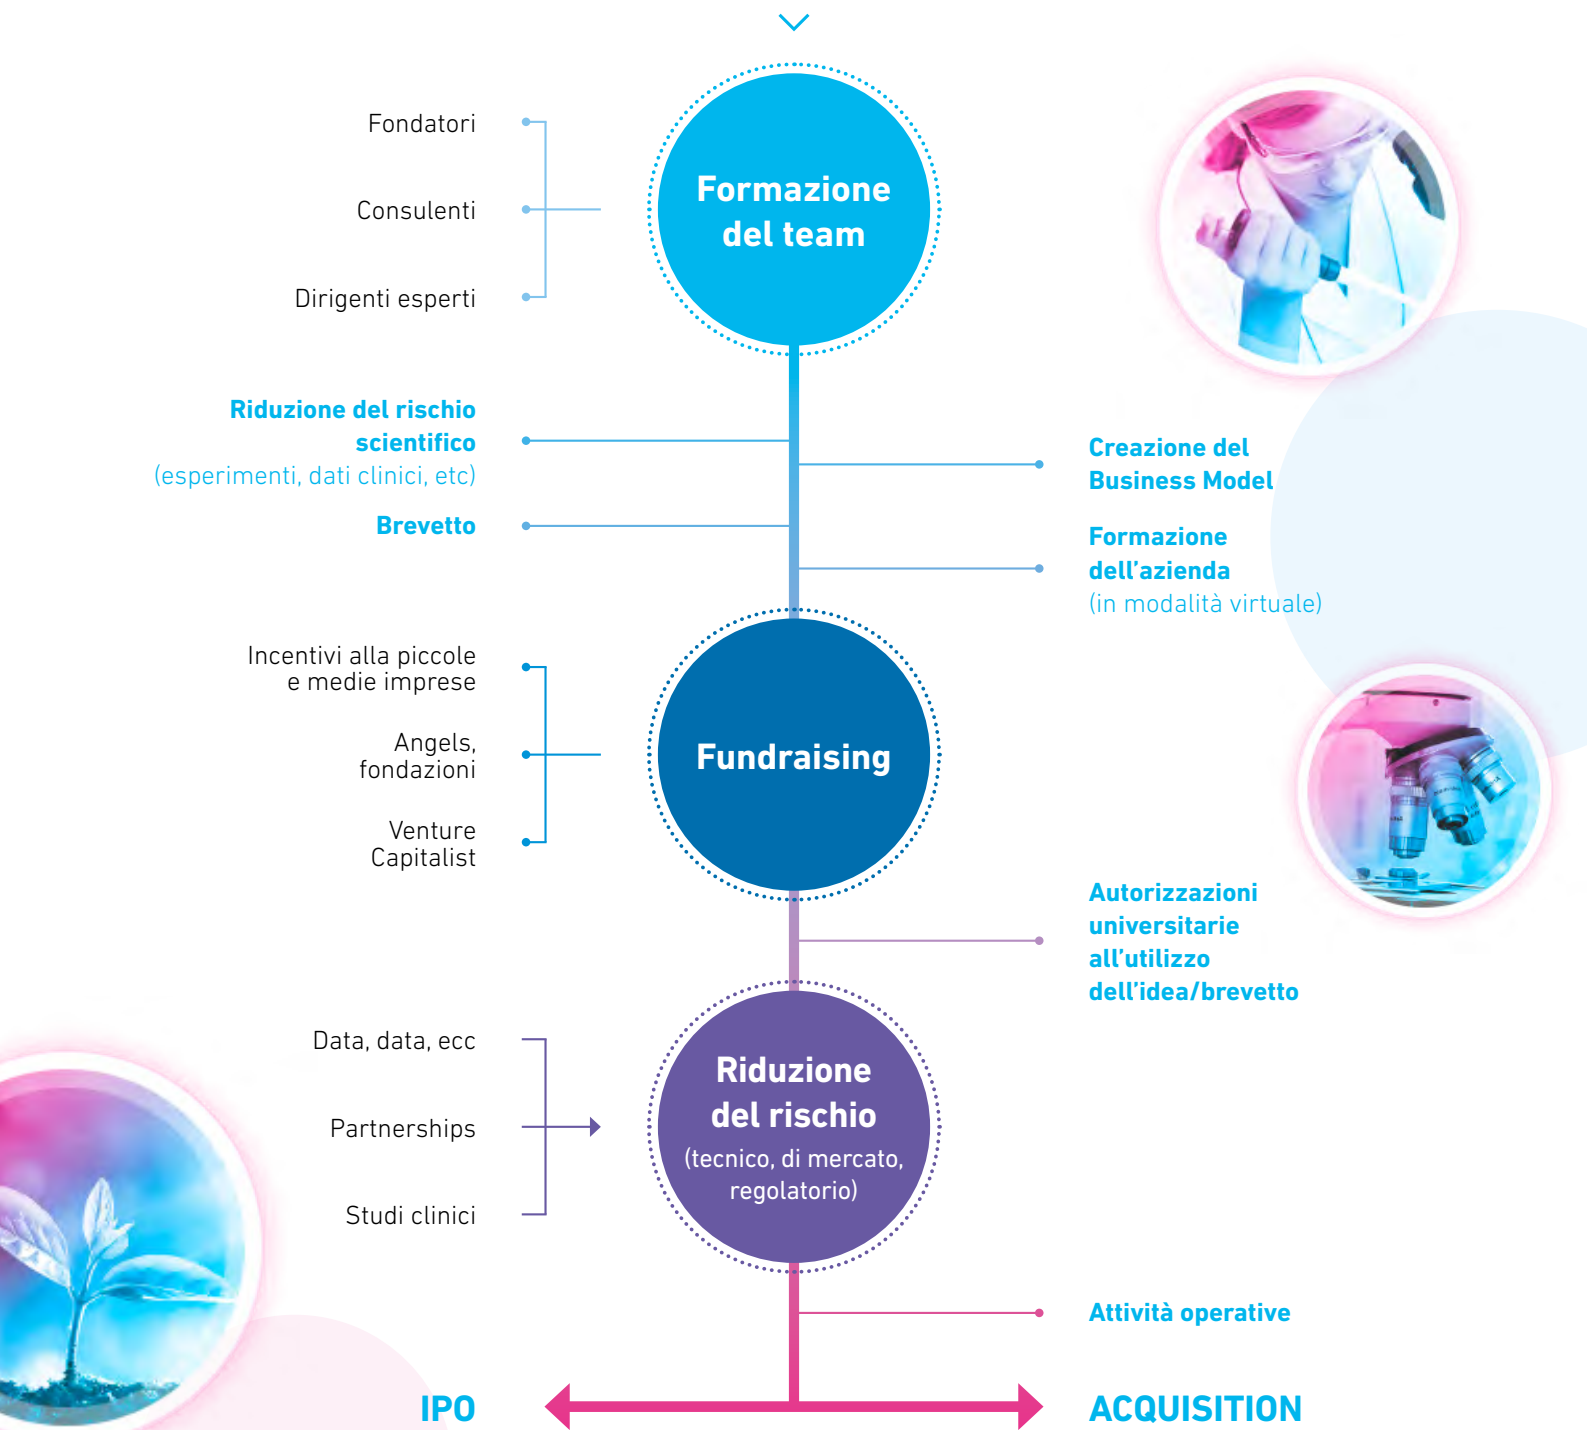 Fondatori
Consulenti
Dirigenti esperti
Formazione
del team
Riduzione del rischio
scientifico
(esperimenti, dati clinici, etc)
Brevetto
Creazione del
Business Model
Formazione
dell'azienda
(in modalità virtuale)
Incentivi alla piccole
e medie imprese
Angels,
fondazioni
Venture
Capitalist
Fundraising
Autorizzazioni
universitarie
all'utilizzo
dell'idea/brevetto
Data, data, ecc
Partnerships
Studi clinici
Riduzione
del rischio
(tecnico, di mercato,
regolatorio)
Attività operative
IPO
ACQUISITION